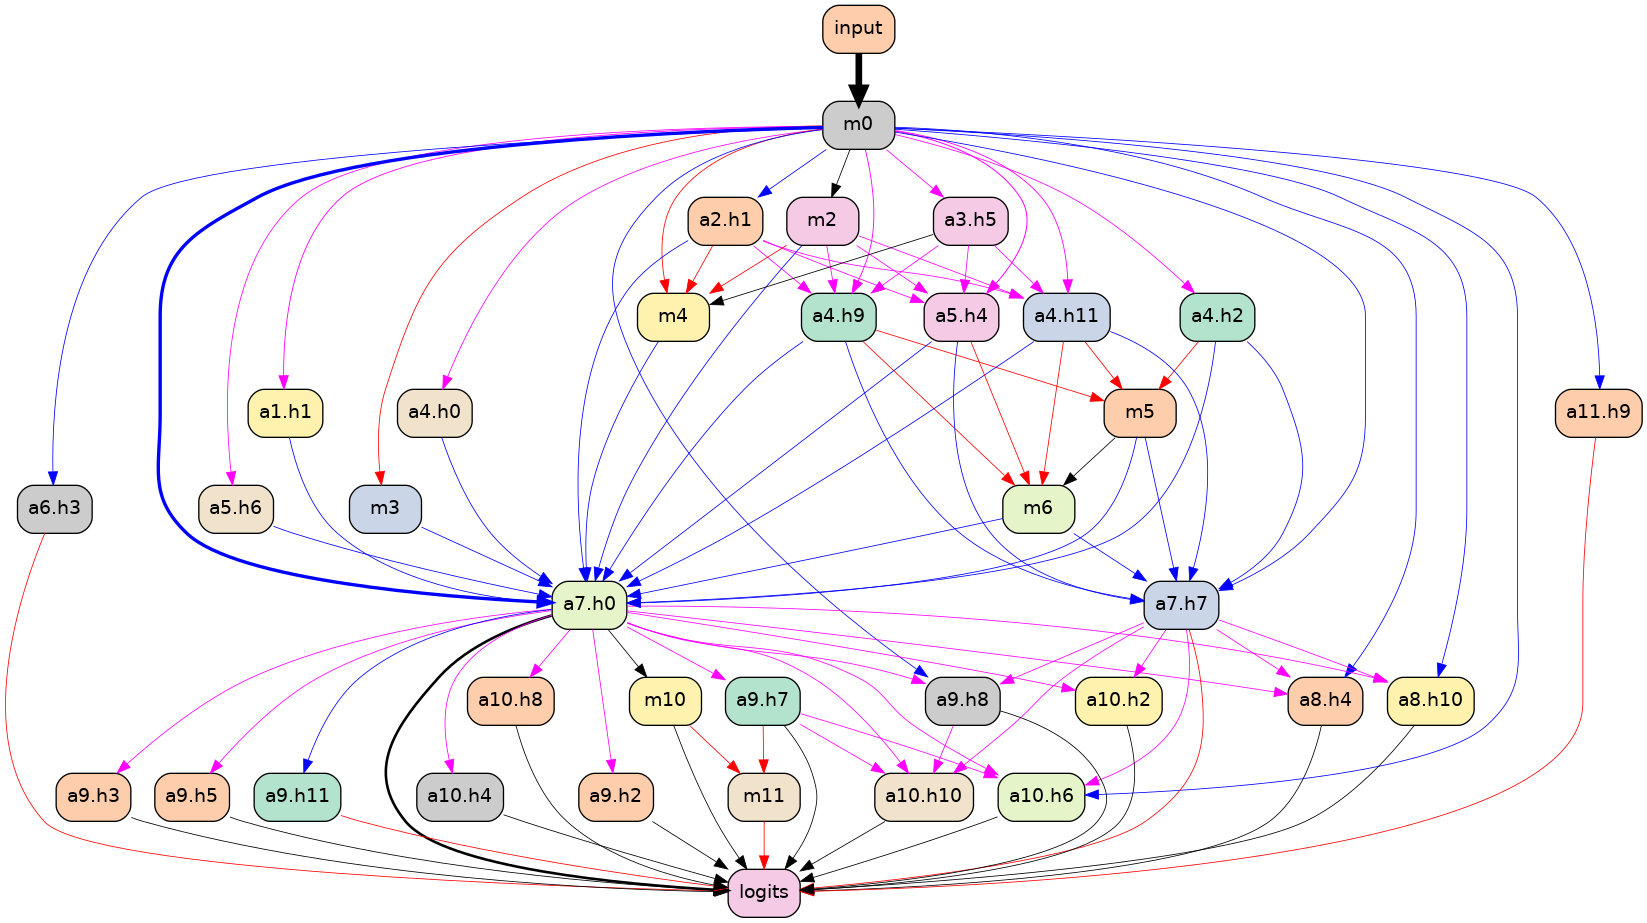 input
m0
a2.h1 m2 a3.h5
m4 a4.h9 a5.h4 a4.h11 a4.h2
a1.h1 a4.h0 m5 a11.h9
a6.h3 a5.h6 m3 m6
a7.h0 a7.h7
a10.h8 m10 a9.h7 a9.h8 a10.h2 a8.h4 a8.h10
a9.h3 a9.h5 a9.h11 a10.h4 a9.h2 m11 a10.h10 a10.h6
logits